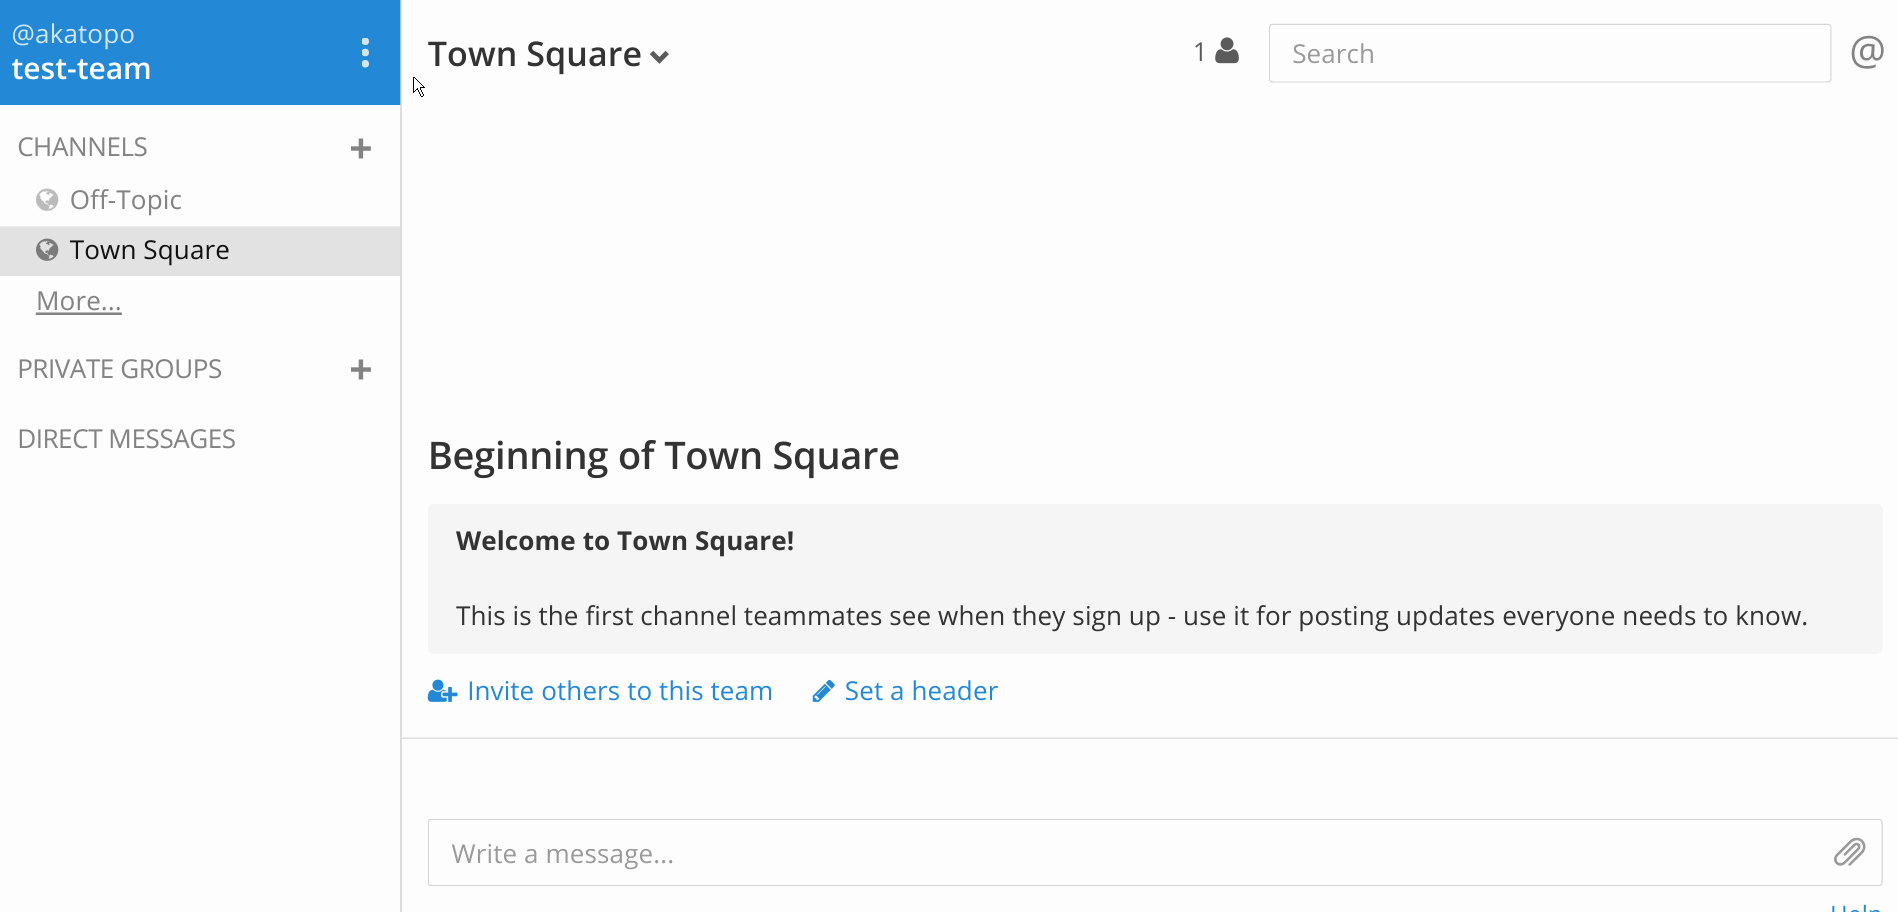 @akatopo
test-team
CHANNELS
Off-Topic
Town Square
More...
PRIVATE GROUPS
DIRECT MESSAGES
Town Square
1
Search
@
Beginning of Town Square
Welcome to Town Square!
This is the first channel teammates see when they sign up - use it for posting updates everyone needs to know.
Invite others to this team
Set a header
Write a message...
Help